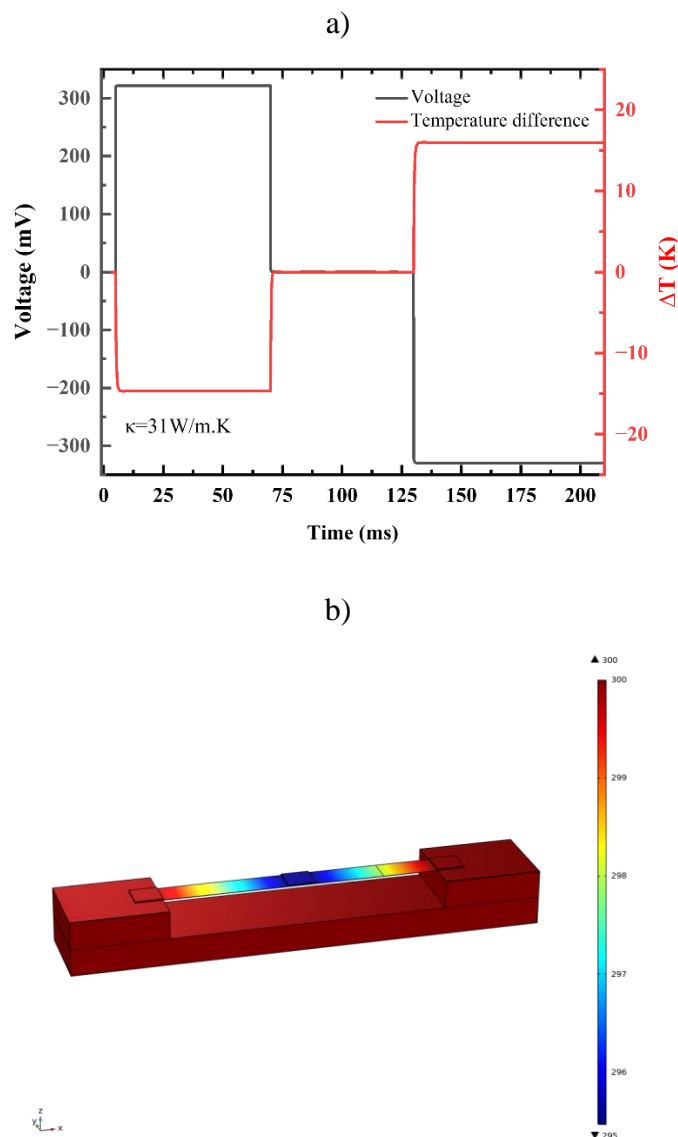 a)
Voltage
Temperature difference
300
200
100
0
−100
−200
−300
Voltage (mV)
20
10
0
−10
−20
ΔT (K)
κ=31W/m.K
0 25 50 75 100 125 150 175 200
Time (ms)
b)
▲ 300
300
299
298
297
296
▼ 295
z
y
x